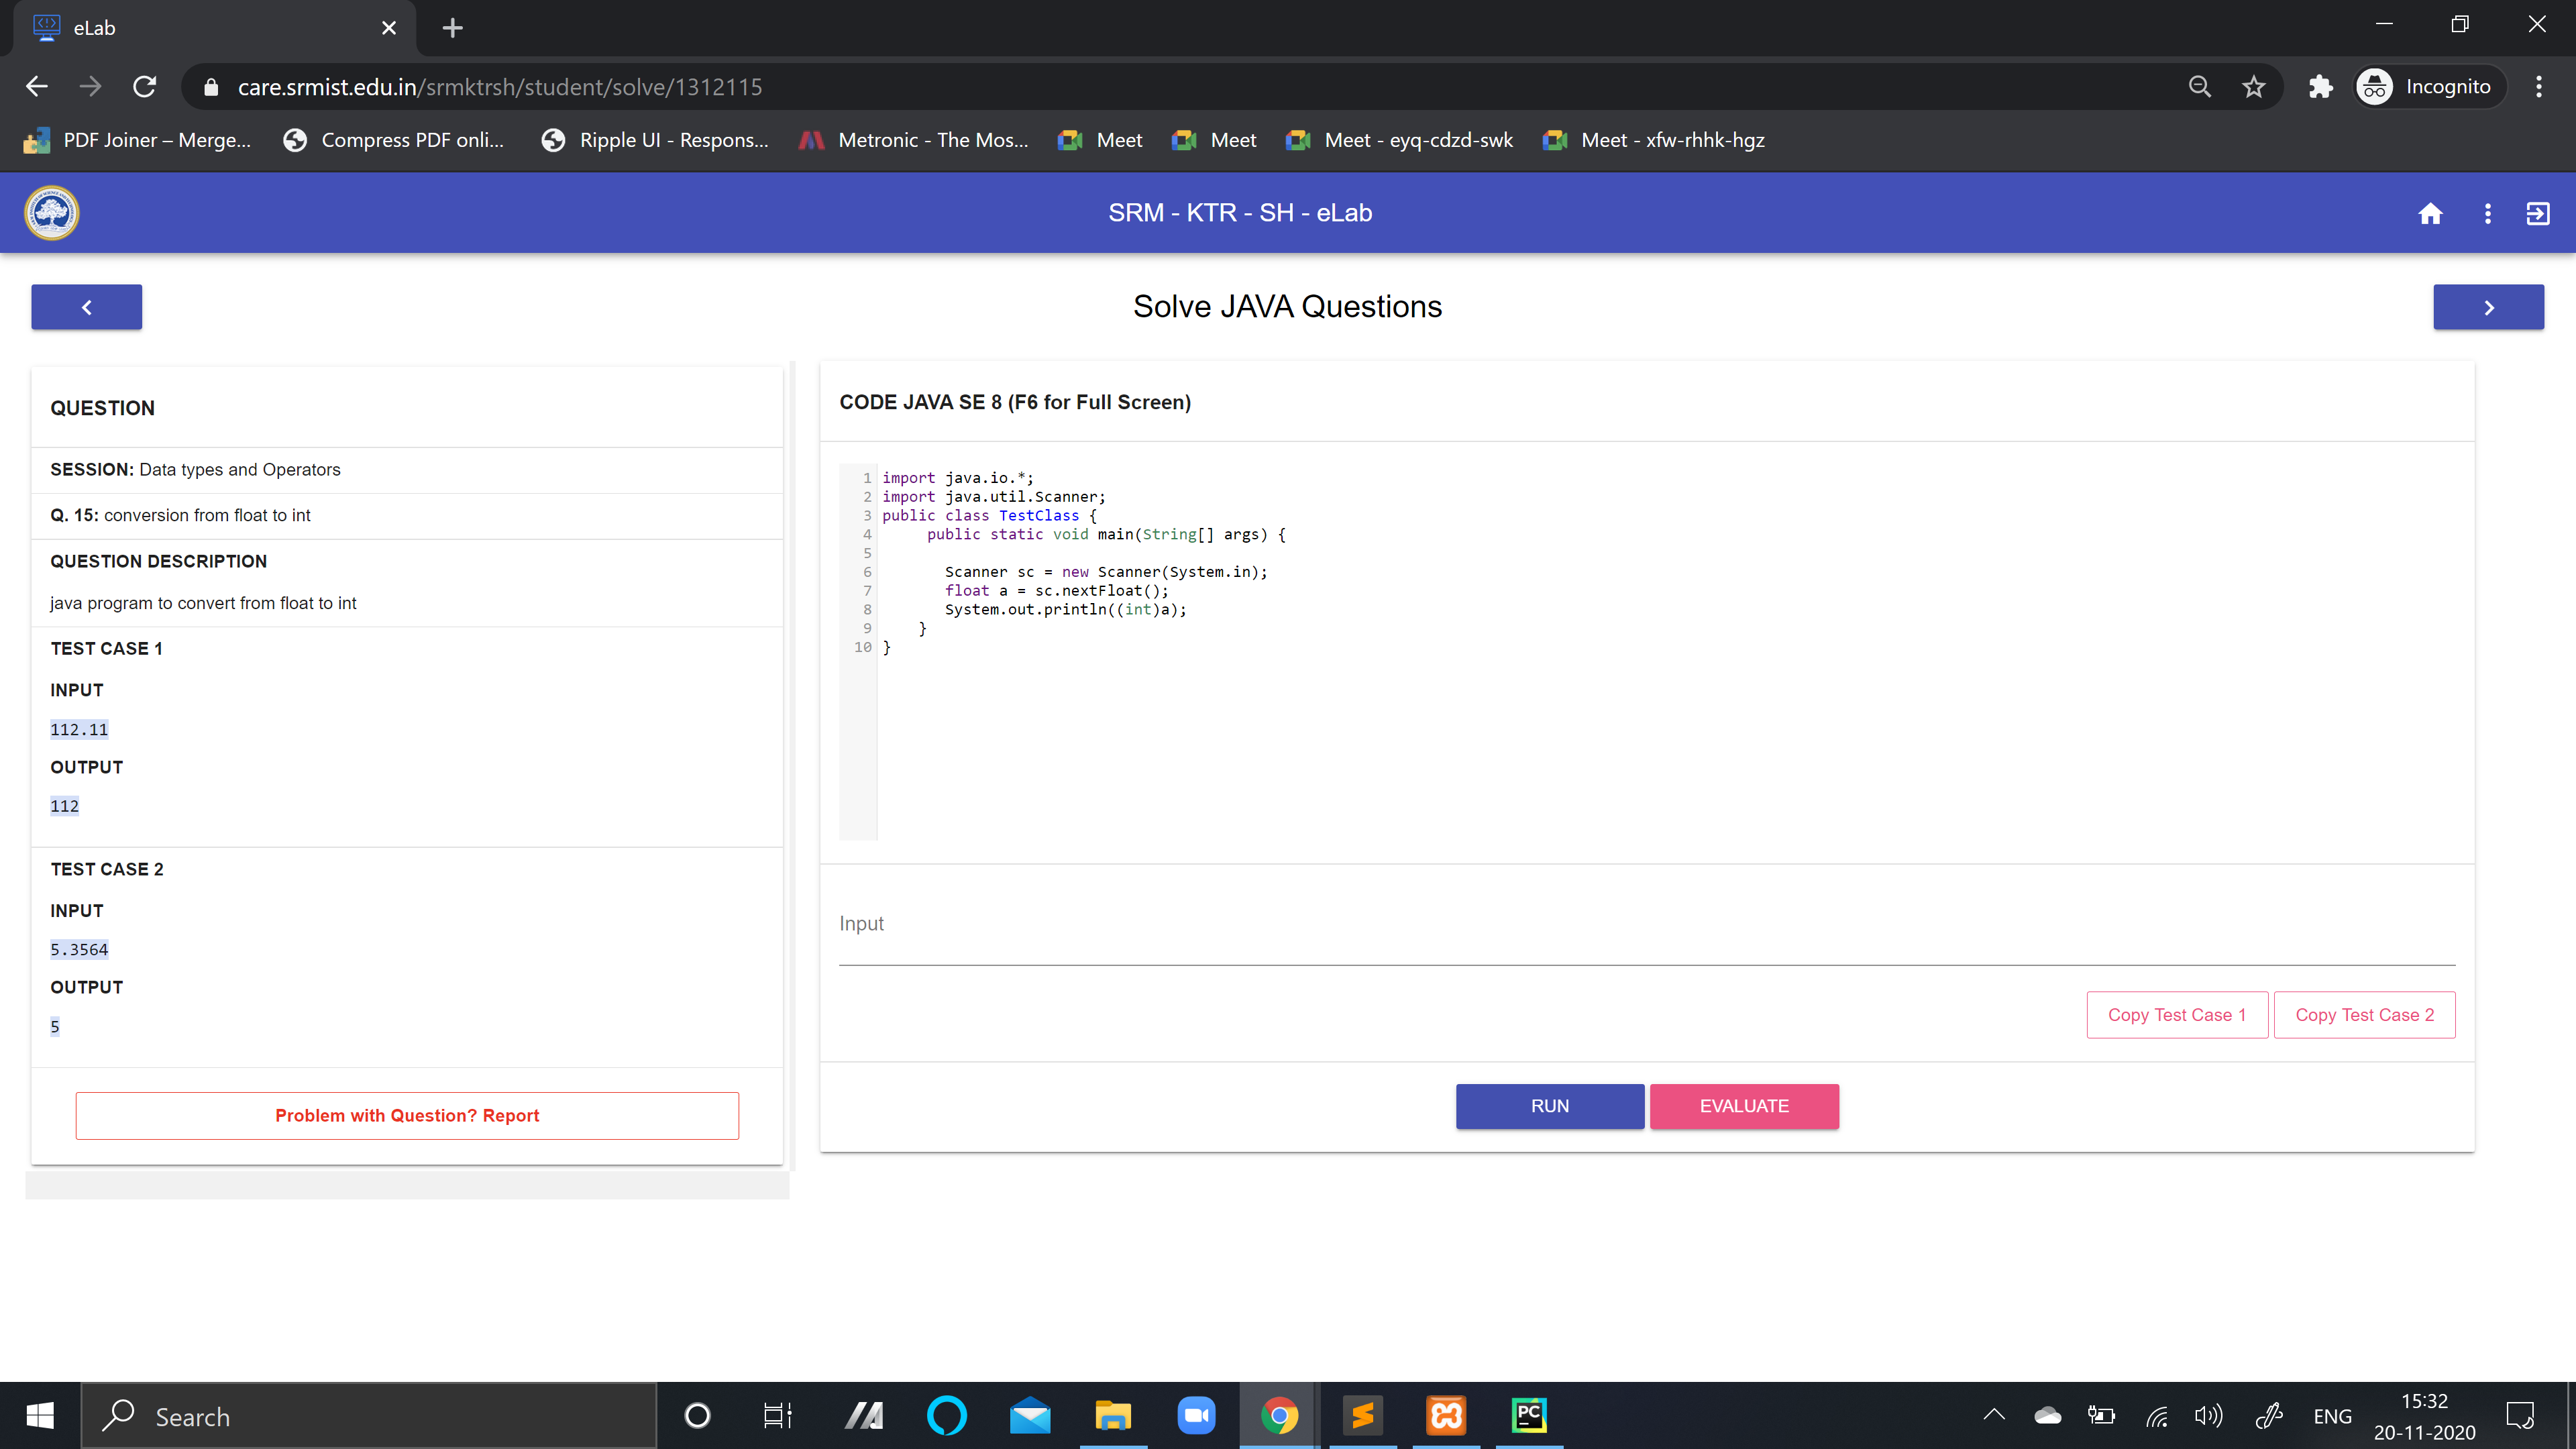 eLab
care.srmist.edu.in/srmktrsh/student/solve/1312115
Incognito
PDF Joiner – Merge...
Compress PDF onli...
Ripple UI - Respons...
Metronic - The Mos...
Meet
Meet
Meet - eyq-cdzd-swk
Meet - xfw-rhhk-hgz
SRM - KTR - SH - eLab
Solve JAVA Questions
QUESTION
SESSION: Data types and Operators
Q. 15: conversion from float to int
QUESTION DESCRIPTION
java program to convert from float to int
TEST CASE 1
INPUT
112.11
OUTPUT
112
TEST CASE 2
INPUT
5.3564
OUTPUT
5
Problem with Question? Report
CODE JAVA SE 8 (F6 for Full Screen)
1 import java.io.*;
2 import java.util.Scanner;
3 public class TestClass {
4 public static void main(String[] args) {
5
6 Scanner sc = new Scanner(System.in);
7 float a = sc.nextFloat();
8 System.out.println((int)a);
9 }
10 }
Input
Copy Test Case 1
Copy Test Case 2
RUN
EVALUATE
Search
PC
ENG
15:32
20-11-2020